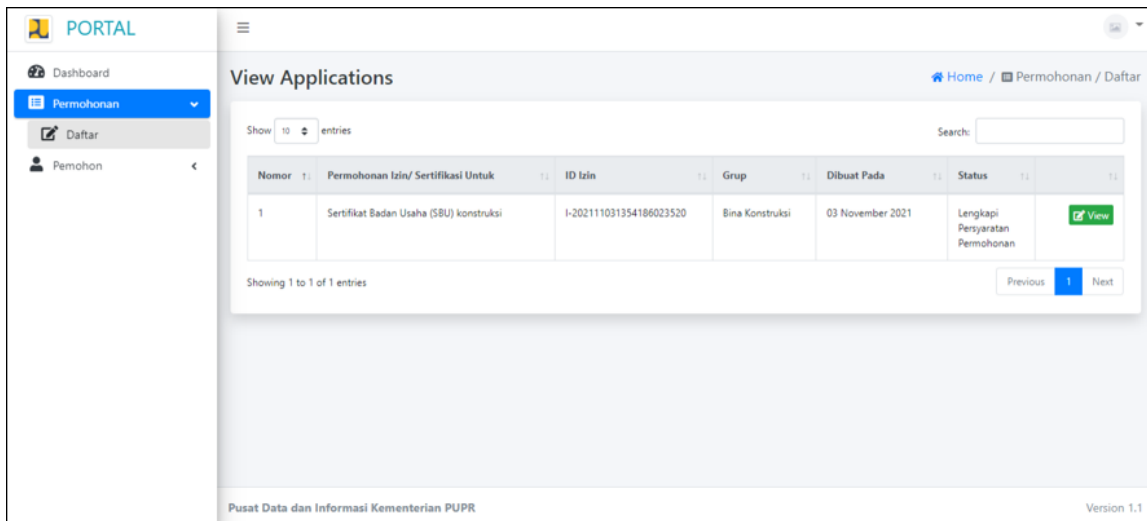 PORTAL
Dashboard
Permohonan
Daftar
Pemohon
View Applications
Home / Permohonan / Daftar
Show 10 entries
Search:
Nomor Permohonan Izin/ Sertifikasi Untuk ID Izin Grup Dibuat Pada Status
1 Sertifikat Badan Usaha (SBU) konstruksi I-202111031354186023520 Bina Konstruksi 03 November 2021 Lengkapi View
Persyaratan
Permohonan
Showing 1 to 1 of 1 entries
Previous 1 Next
Pusat Data dan Informasi Kementerian PUPR
Version 1.1